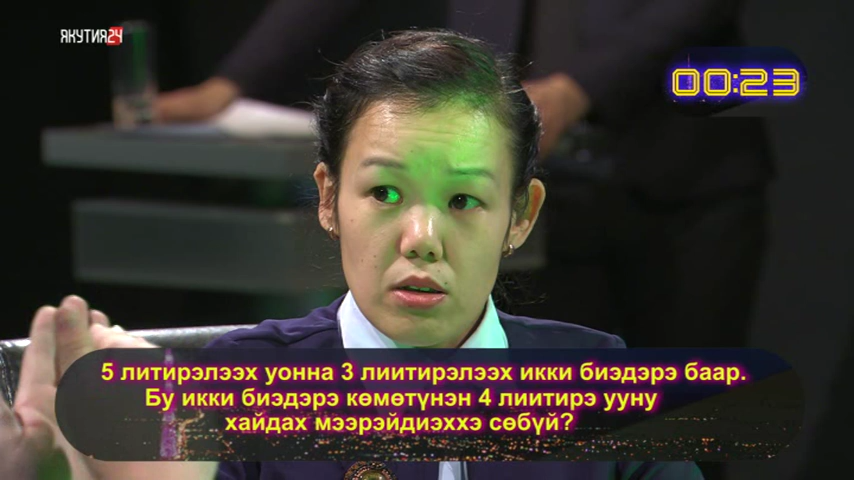 ЯКУТИЯ24
00:23
5 литирэлээх уонна 3 лиитирэлээх икки биэдэрэ баар.
Бу икки биэдэрэ көмөтүнэн 4 лиитирэ ууну
хайдах мээрэйдиэххэ сөбүй?